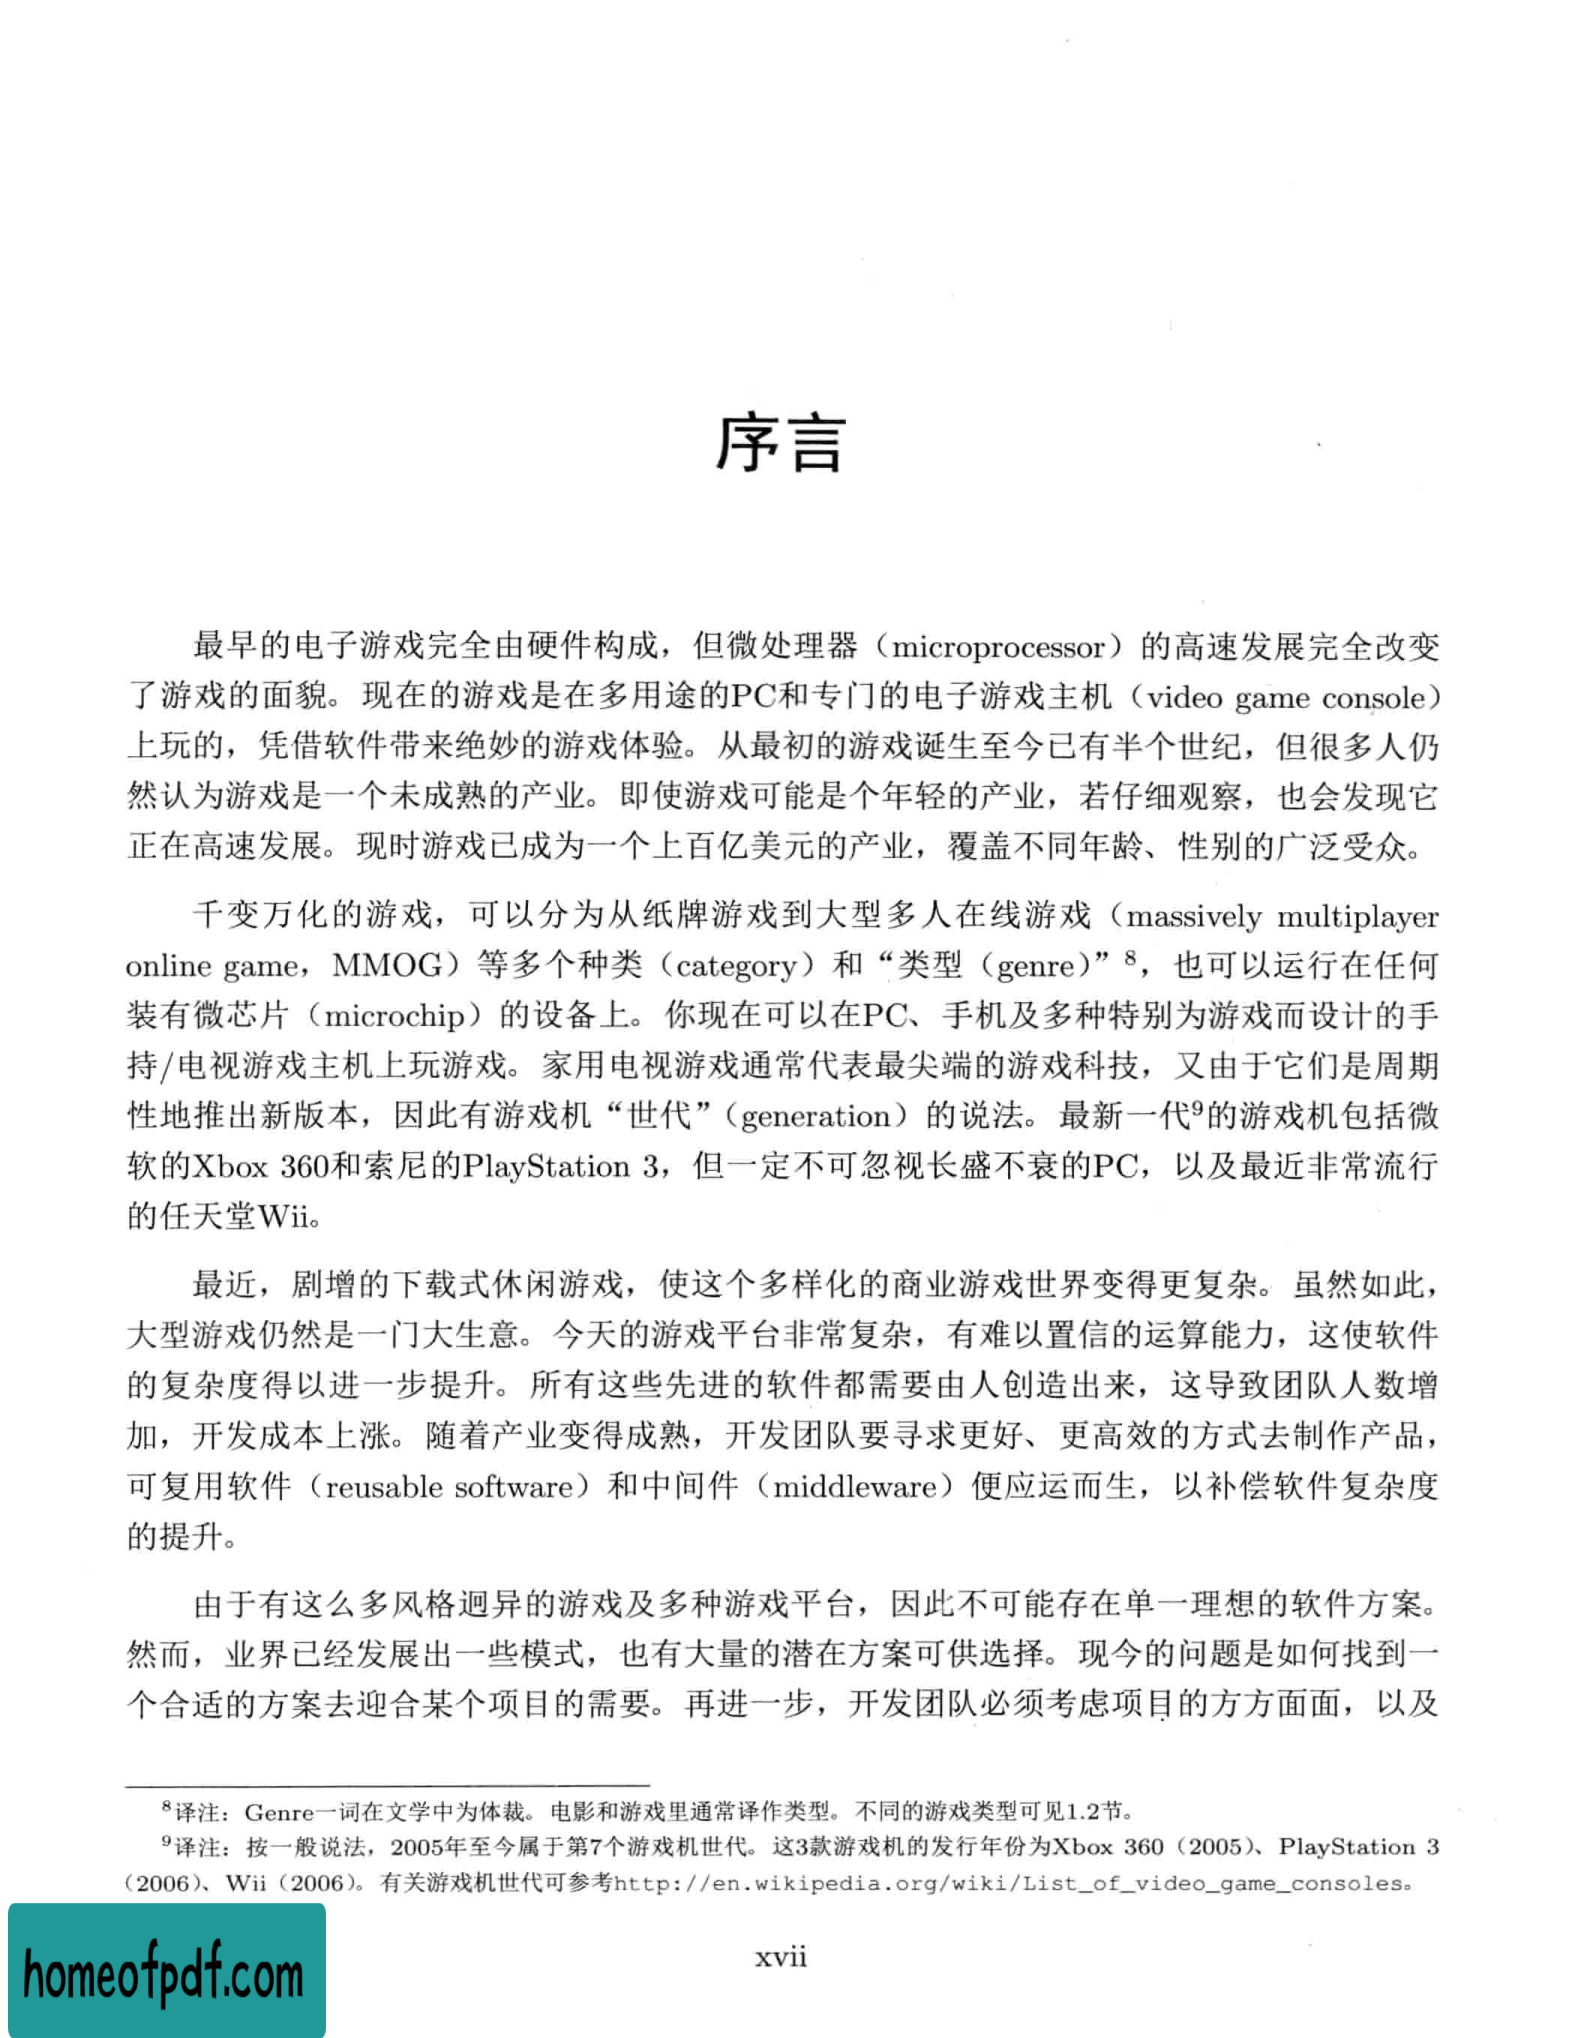 序言
最早的电子游戏完全由硬件构成，但微处理器（microprocessor）的高速发展完全改变
了游戏的面貌。现在的游戏是在多用途的PC和专门的电子游戏主机（video game console）
上玩的，凭借软件带来绝妙的游戏体验。从最初的游戏诞生至今已有半个世纪，但很多人仍
然认为游戏是一个未成熟的产业。即使游戏可能是个年轻的产业，若仔细观察，也会发现它
正在高速发展。现时游戏已成为一个上百亿美元的产业，覆盖不同年龄、性别的广泛受众。
千变万化的游戏，可以分为从纸牌游戏到大型多人在线游戏（massively multiplayer
online game，MMOG）等多个种类（category）和“类型（genre）”⁸，也可以运行在任何
装有微芯片（microchip）的设备上。你现在可以在PC、手机及多种特别为游戏而设计的手
持/电视游戏主机上玩游戏。家用电视游戏通常代表最尖端的游戏科技，又由于它们是周期
性地推出新版本，因此有游戏机“世代”（generation）的说法。最新一代⁹的游戏机包括微
软的Xbox 360和索尼的PlayStation 3，但一定不可忽视长盛不衰的PC，以及最近非常流行
的任天堂Wii。
最近，剧增的下载式休闲游戏，使这个多样化的商业游戏世界变得更复杂。虽然如此，
大型游戏仍然是一门大生意。今天的游戏平台非常复杂，有难以置信的运算能力，这使软件
的复杂度得以进一步提升。所有这些先进的软件都需要由人创造出来，这导致团队人数增
加，开发成本上涨。随着产业变得成熟，开发团队要寻求更好、更高效的方式去制作产品，
可复用软件（reusable software）和中间件（middleware）便应运而生，以补偿软件复杂度
的提升。
由于有这么多风格迥异的游戏及多种游戏平台，因此不可能存在单一理想的软件方案。
然而，业界已经发展出一些模式，也有大量的潜在方案可供选择。现今的问题是如何找到一
个合适的方案去迎合某个项目的需要。再进一步，开发团队必须考虑项目的方方面面，以及
⁸译注：Genre一词在文学中为体裁。电影和游戏里通常译作类型。不同的游戏类型可见1.2节。
⁹译注：按一般说法，2005年至今属于第7个游戏机世代。这3款游戏机的发行年份为Xbox 360（2005）、PlayStation 3
（2006）、Wii（2006）。有关游戏机世代可参考http://en.wikipedia.org/wiki/List_of_video_game_consoles。
xvii
homeofpdf.com